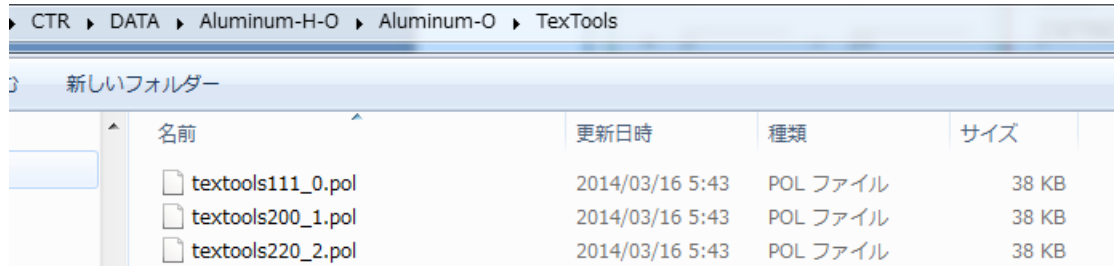 CTR ▸ DATA ▸ Aluminum-H-O ▸ Aluminum-O ▸ TexTools
新しいフォルダー
名前 更新日時 種類 サイズ
textools111_0.pol 2014/03/16 5:43 POL ファイル 38 KB
textools200_1.pol 2014/03/16 5:43 POL ファイル 38 KB
textools220_2.pol 2014/03/16 5:43 POL ファイル 38 KB